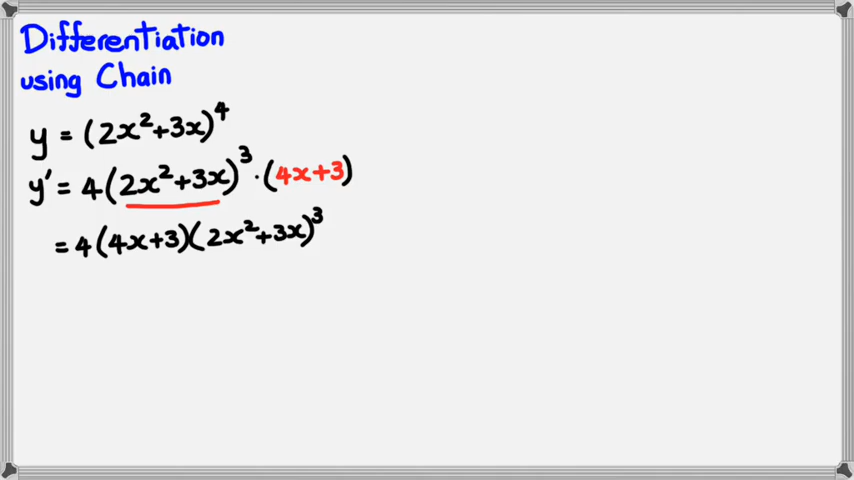 Differentiation
using Chain
y = (2x²+3x)⁴
y' = 4(2x²+3x)³·(4x+3)
= 4(4x+3)(2x²+3x)³